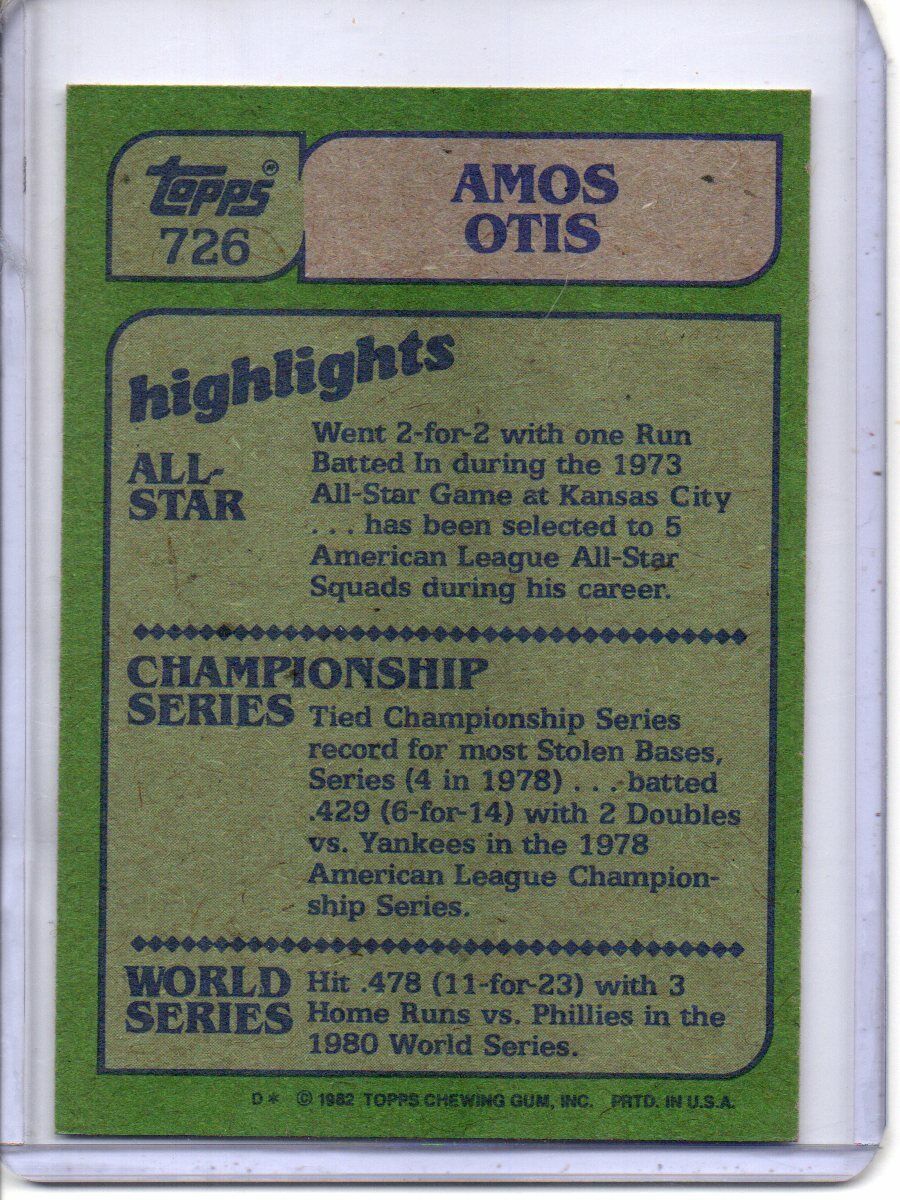 topps®
726
AMOS
OTIS
highlights
ALL-
STAR
Went 2-for-2 with one Run
Batted In during the 1973
All-Star Game at Kansas City
. . . has been selected to 5
American League All-Star
Squads during his career.
CHAMPIONSHIP
SERIES
Tied Championship Series
record for most Stolen Bases,
Series (4 in 1978) . . . batted
.429 (6-for-14) with 2 Doubles
vs. Yankees in the 1978
American League Champion-
ship Series.
WORLD
SERIES
Hit .478 (11-for-23) with 3
Home Runs vs. Phillies in the
1980 World Series.
D* © 1982 TOPPS CHEWING GUM, INC. PRTD. IN U.S.A.